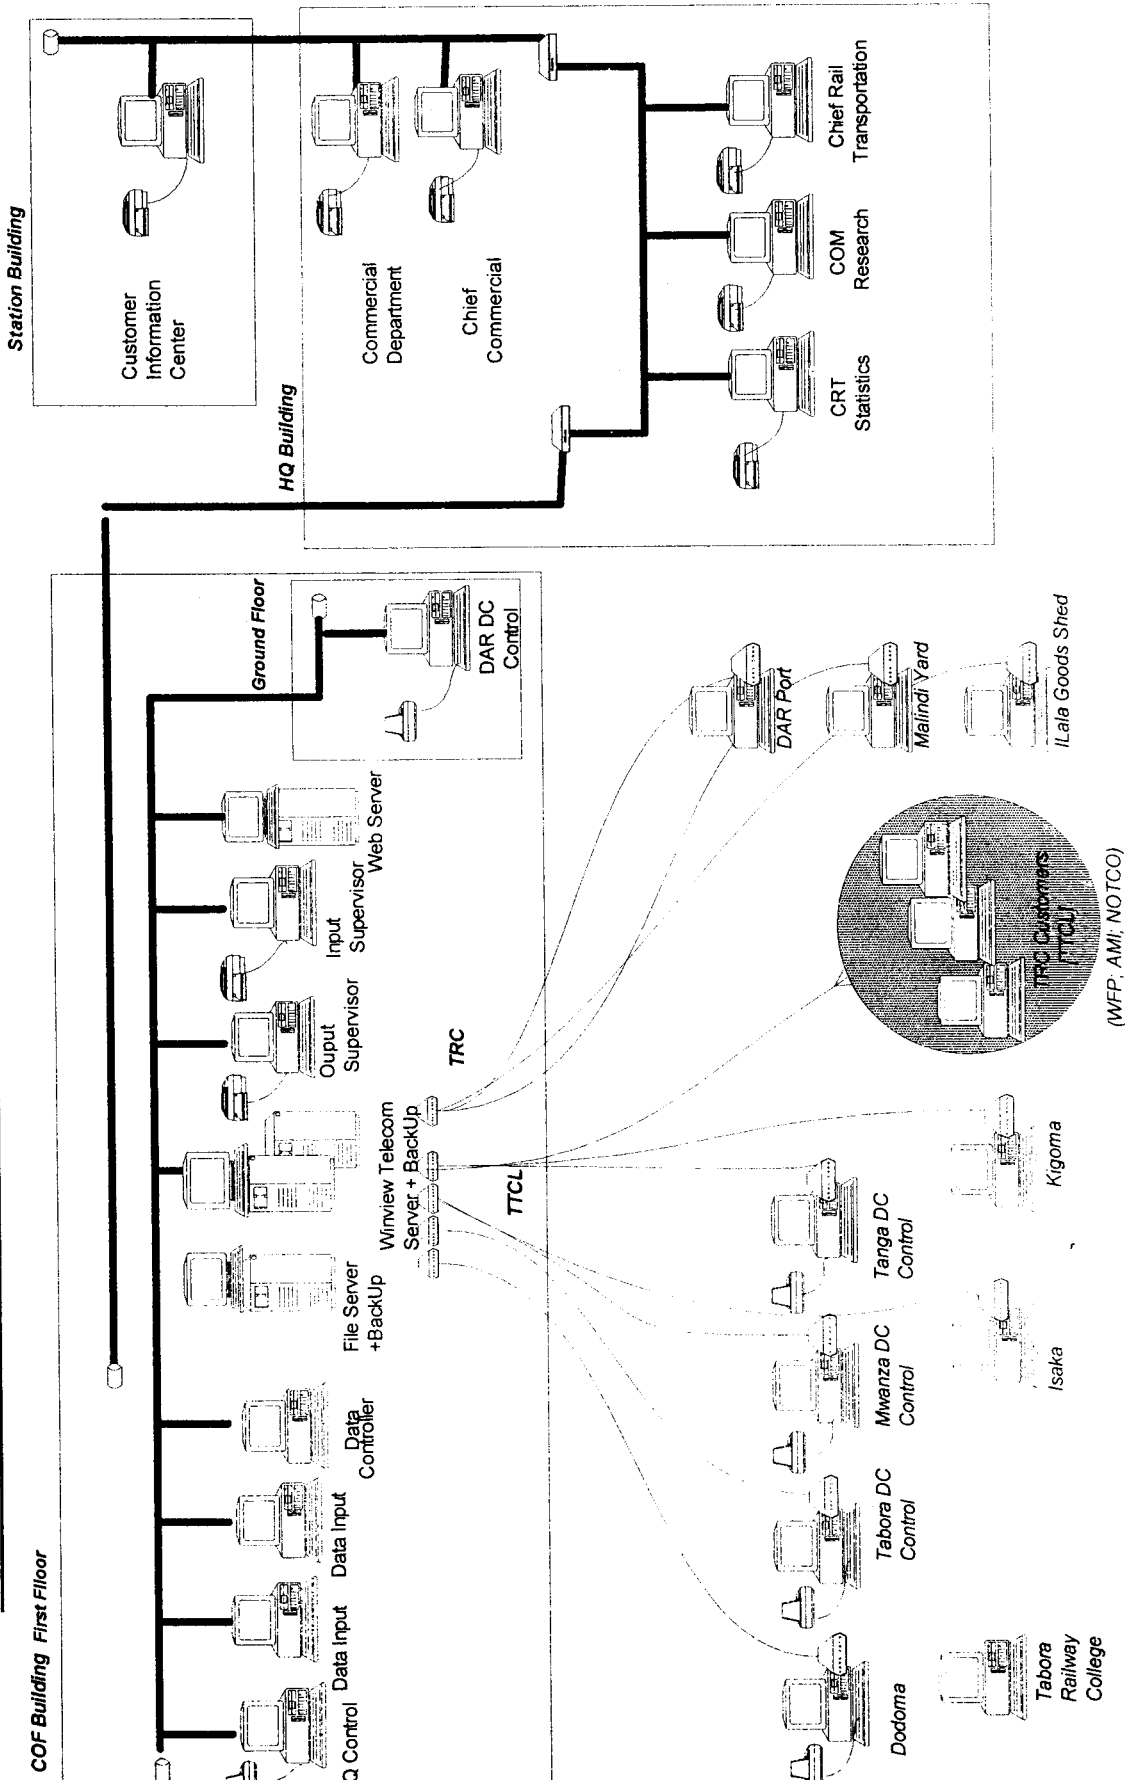 COF Building First Flloor
Station Building
Customer
Information
Center
HQ Building
Commercial
Department
Chief
Commercial
Chief Rail
Transportation
COM
Research
CRT
Statistics
Ground Floor
DAR DC
Control
Web Server
Input
Supervisor
Ouput
Supervisor
Winview Telecom
Server + BackUp
File Server
+BackUp
Data
Controller
Data Input
Data Input
Q Control
TRC
TTCL
DAR Port
Malindi Yard
ILala Goods Shed
TRC Customers
(TTCL)
(WFP; AMI; NOTCO)
Kigoma
Tanga DC
Control
Isaka
Mwanza DC
Control
Tabora DC
Control
Dodoma
Tabora
Railway
College